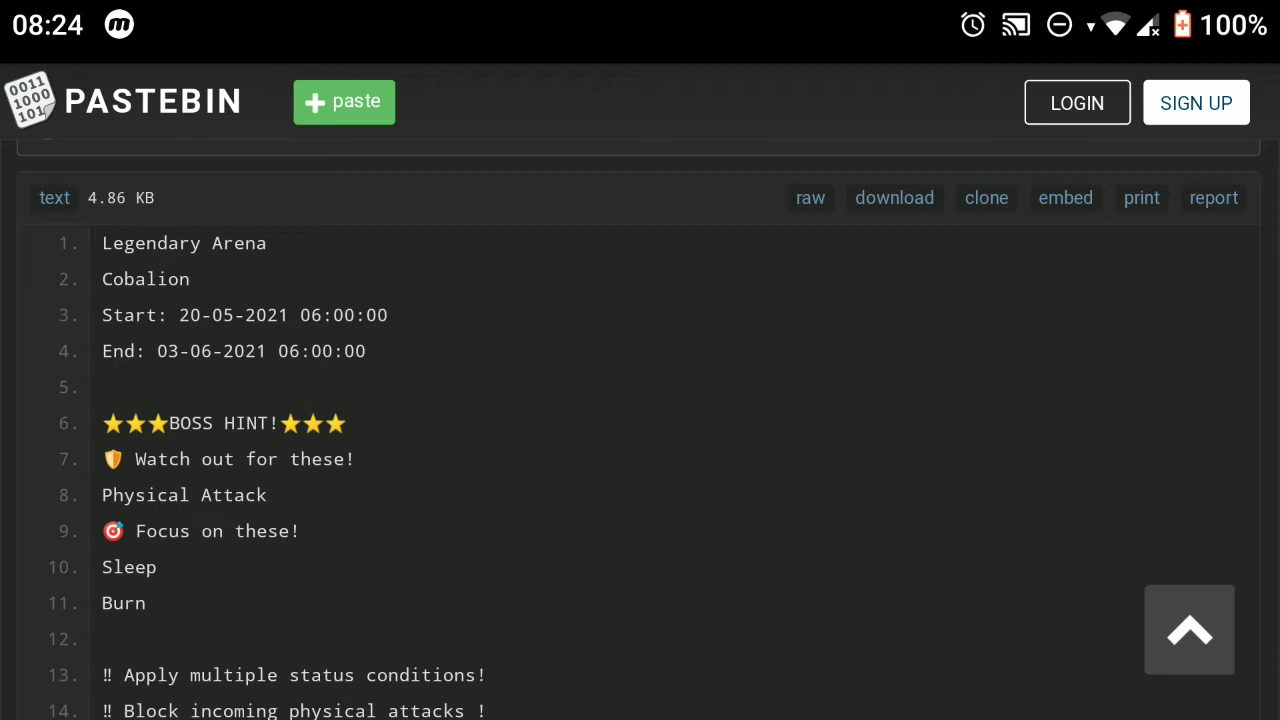 08:24 m 100%
0011 1000 101 PASTEBIN + paste LOGIN SIGN UP
text 4.86 KB raw download clone embed print report
1. Legendary Arena
2. Cobalion
3. Start: 20-05-2021 06:00:00
4. End: 03-06-2021 06:00:00
5.
6. ⭐⭐⭐BOSS HINT!⭐⭐⭐
7. 🛡️ Watch out for these!
8. Physical Attack
9. 🎯 Focus on these!
10. Sleep
11. Burn
12.
13. ‼ Apply multiple status conditions!
14. ‼ Block incoming physical attacks !